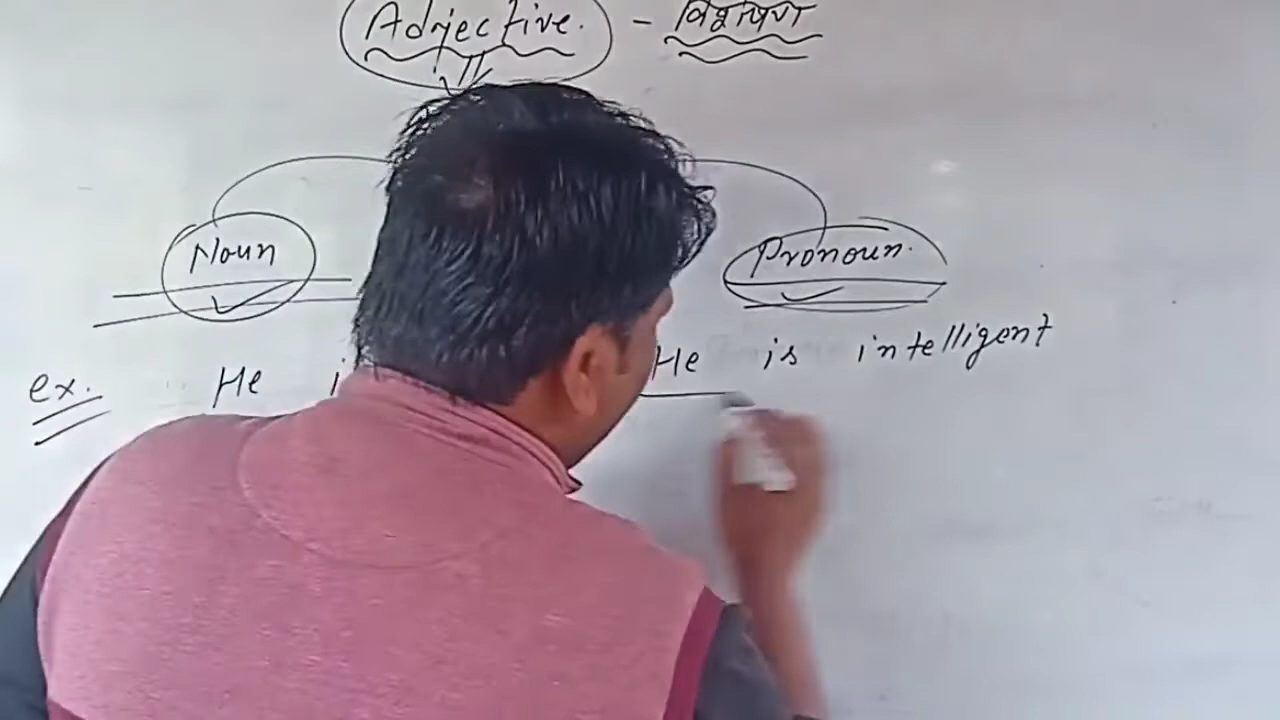 Adjective. - विशेषण
Noun Pronoun.
ex. He He is intelligent